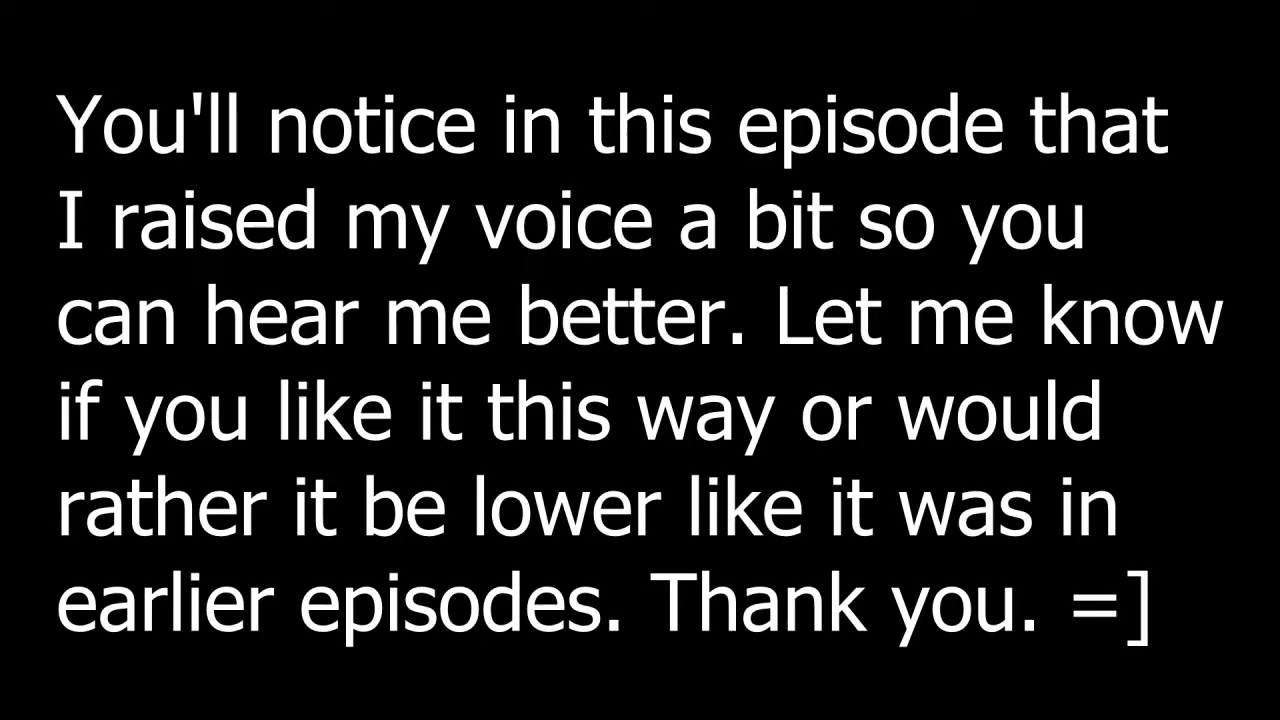 You'll notice in this episode that
I raised my voice a bit so you
can hear me better. Let me know
if you like it this way or would
rather it be lower like it was in
earlier episodes. Thank you. =]